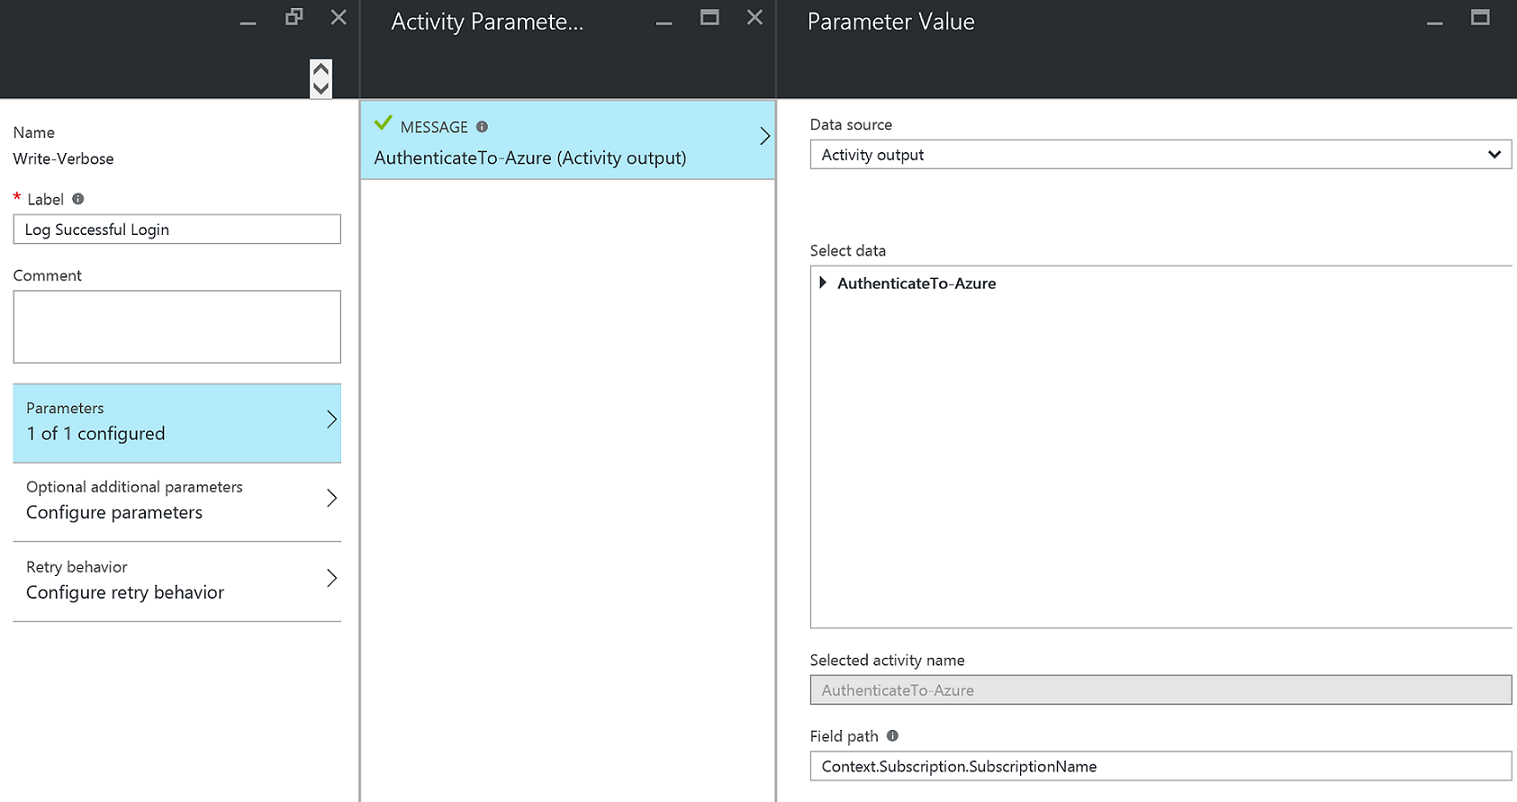 Name
Write-Verbose
* Label
Log Successful Login
Comment
Parameters
1 of 1 configured
Optional additional parameters
Configure parameters
Retry behavior
Configure retry behavior
Activity Paramete...
MESSAGE
AuthenticateTo-Azure (Activity output)
Parameter Value
Data source
Activity output
Select data
AuthenticateTo-Azure
Selected activity name
AuthenticateTo-Azure
Field path
Context.Subscription.SubscriptionName